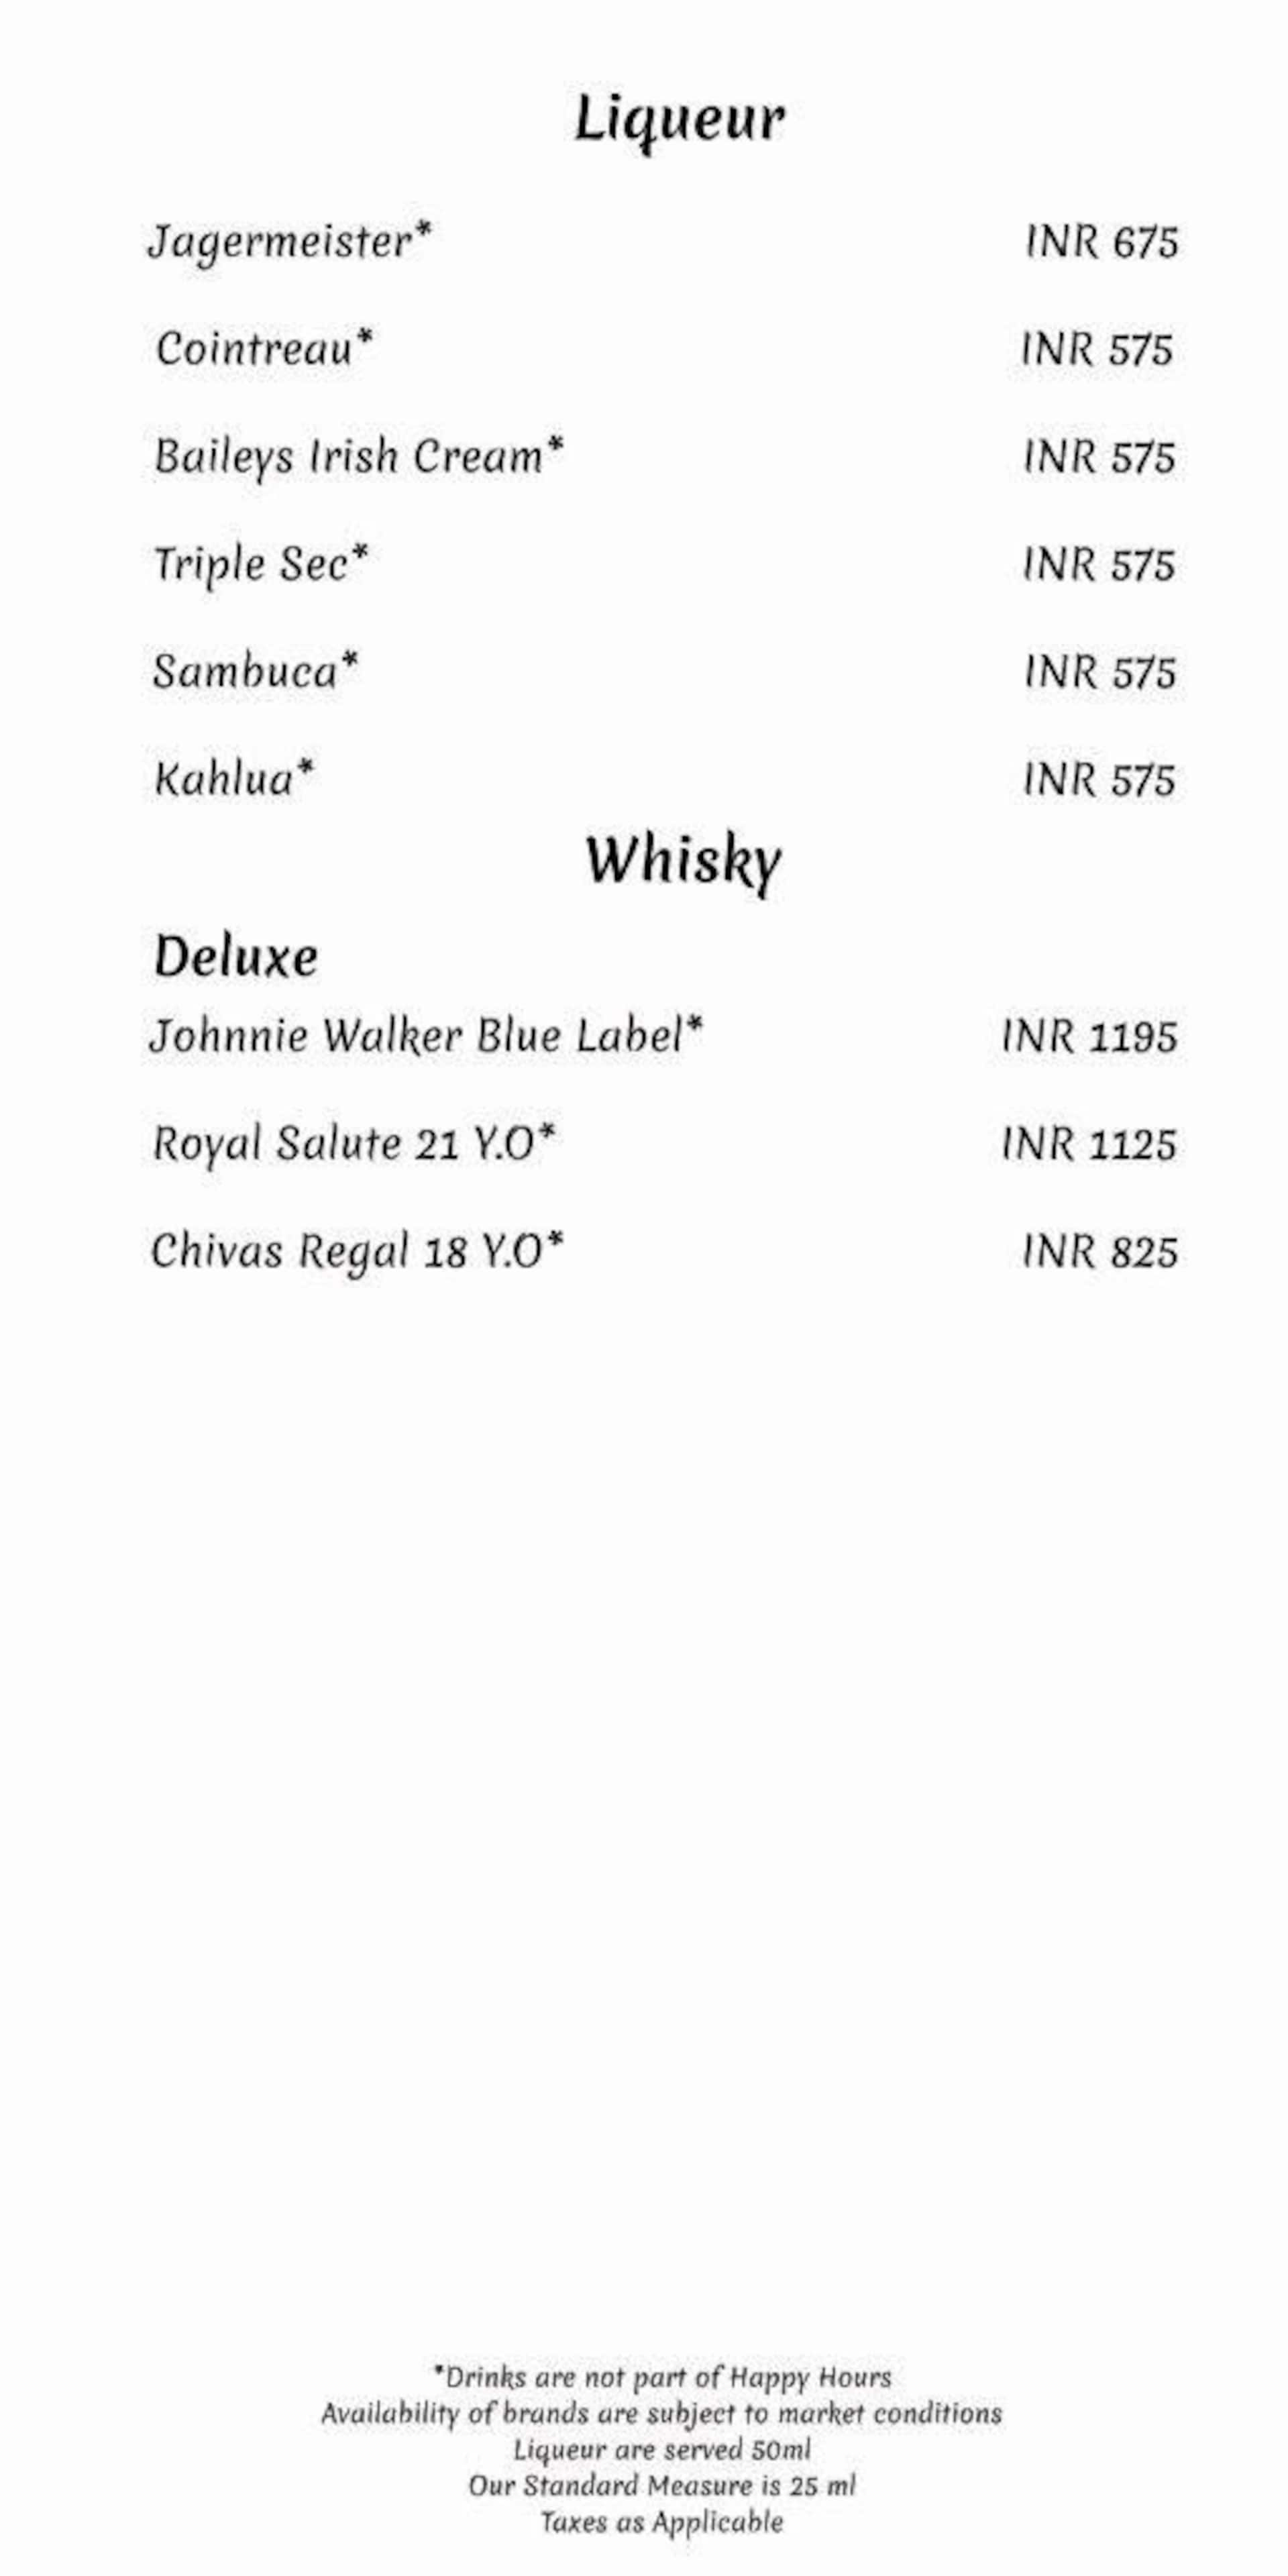 Liqueur
Jagermeister* INR 675
Cointreau* INR 575
Baileys Irish Cream* INR 575
Triple Sec* INR 575
Sambuca* INR 575
Kahlua* INR 575
Whisky
Deluxe
Johnnie Walker Blue Label* INR 1195
Royal Salute 21 Y.O* INR 1125
Chivas Regal 18 Y.O* INR 825
*Drinks are not part of Happy Hours
Availability of brands are subject to market conditions
Liqueur are served 50ml
Our Standard Measure is 25 ml
Taxes as Applicable